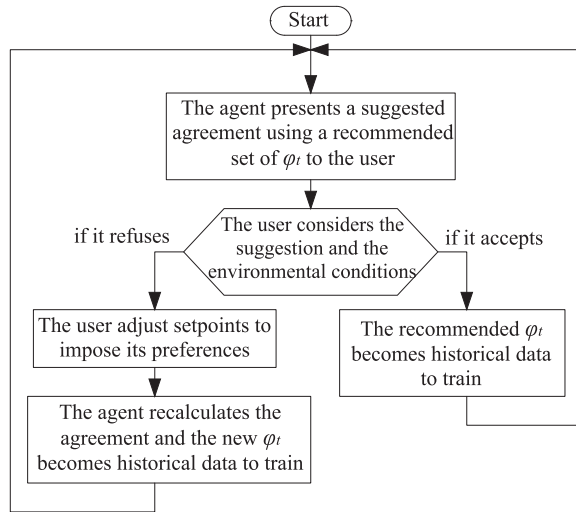 Start
The agent presents a suggested
agreement using a recommended
set of φt to the user
The user considers the
suggestion and the
environmental conditions
if it refuses
if it accepts
The user adjust setpoints to
impose its preferences
The recommended φt
becomes historical data
to train
The agent recalculates the
agreement and the new φt
becomes historical data to train